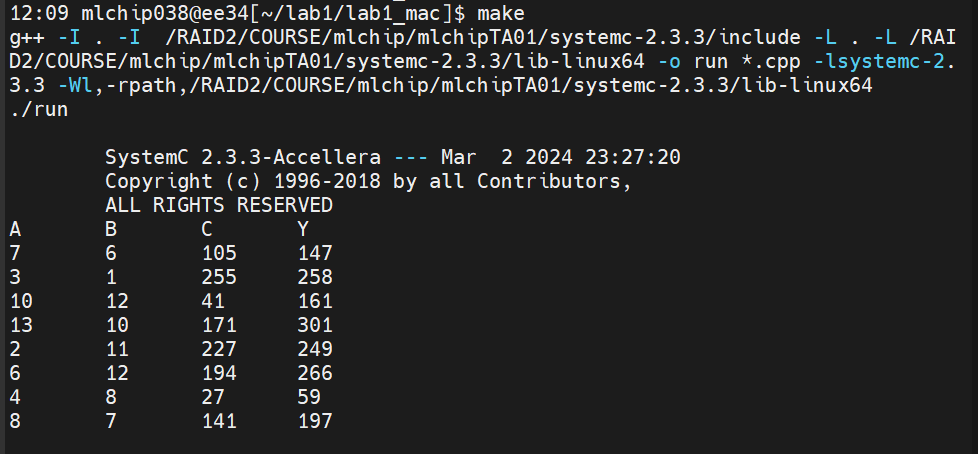 12:09 mlchip038@ee34[~/lab1/lab1_mac]$ make
g++ -I . -I  /RAID2/COURSE/mlchip/mlchipTA01/systemc-2.3.3/include -L . -L /RAI
D2/COURSE/mlchip/mlchipTA01/systemc-2.3.3/lib-linux64 -o run *.cpp -lsystemc-2.
3.3 -Wl,-rpath,/RAID2/COURSE/mlchip/mlchipTA01/systemc-2.3.3/lib-linux64
./run
        SystemC 2.3.3-Accellera --- Mar  2 2024 23:27:20
        Copyright (c) 1996-2018 by all Contributors,
        ALL RIGHTS RESERVED
A       B       C       Y
7       6       105     147
3       1       255     258
10      12      41      161
13      10      171     301
2       11      227     249
6       12      194     266
4       8       27      59
8       7       141     197